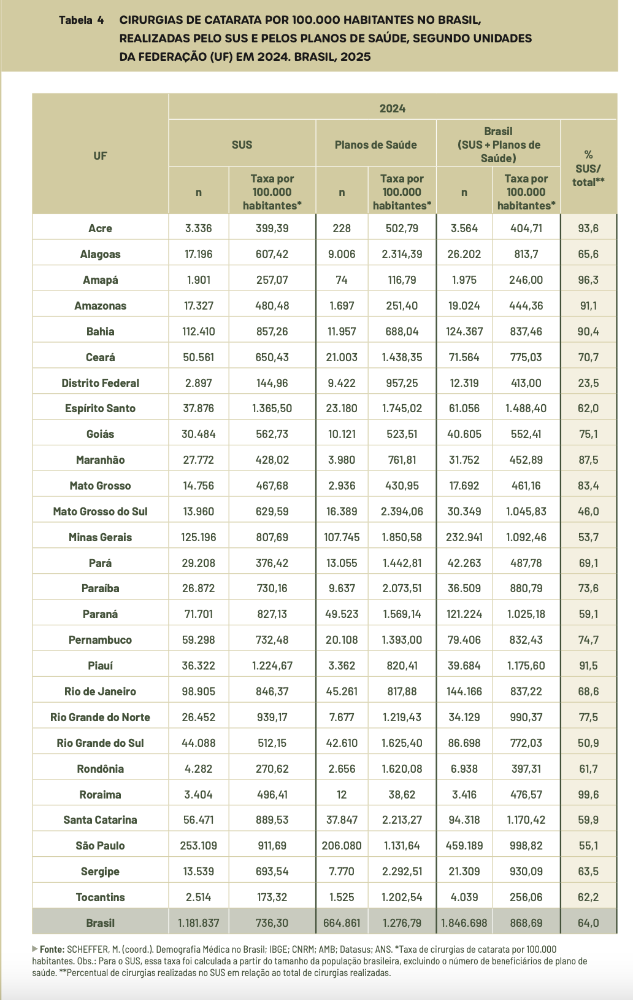 Tabela 4 CIRURGIAS DE CATARATA POR 100.000 HABITANTES NO BRASIL,
REALIZADAS PELO SUS E PELOS PLANOS DE SAÚDE, SEGUNDO UNIDADES
DA FEDERAÇÃO (UF) EM 2024. BRASIL, 2025
2024
UF
SUS
Planos de Saúde
Brasil
(SUS + Planos de
Saúde)
%
SUS/
total**
n
Taxa por
100.000
habitantes*
n
Taxa por
100.000
habitantes*
n
Taxa por
100.000
habitantes*
Acre 3.336 399,39 228 502,79 3.564 404,71 93,6
Alagoas 17.196 607,42 9.006 2.314,39 26.202 813,7 65,6
Amapá 1.901 257,07 74 116,79 1.975 246,00 96,3
Amazonas 17.327 480,48 1.697 251,40 19.024 444,36 91,1
Bahia 112.410 857,26 11.957 688,04 124.367 837,46 90,4
Ceará 50.561 650,43 21.003 1.438,35 71.564 775,03 70,7
Distrito Federal 2.897 144,96 9.422 957,25 12.319 413,00 23,5
Espírito Santo 37.876 1.365,50 23.180 1.745,02 61.056 1.488,40 62,0
Goiás 30.484 562,73 10.121 523,51 40.605 552,41 75,1
Maranhão 27.772 428,02 3.980 761,81 31.752 452,89 87,5
Mato Grosso 14.756 467,68 2.936 430,95 17.692 461,16 83,4
Mato Grosso do Sul 13.960 629,59 16.389 2.394,06 30.349 1.045,83 46,0
Minas Gerais 125.196 807,69 107.745 1.850,58 232.941 1.092,46 53,7
Pará 29.208 376,42 13.055 1.442,81 42.263 487,78 69,1
Paraíba 26.872 730,16 9.637 2.073,51 36.509 880,79 73,6
Paraná 71.701 827,13 49.523 1.569,14 121.224 1.025,18 59,1
Pernambuco 59.298 732,48 20.108 1.393,00 79.406 832,43 74,7
Piauí 36.322 1.224,67 3.362 820,41 39.684 1.175,60 91,5
Rio de Janeiro 98.905 846,37 45.261 817,88 144.166 837,22 68,6
Rio Grande do Norte 26.452 939,17 7.677 1.219,43 34.129 990,37 77,5
Rio Grande do Sul 44.088 512,15 42.610 1.625,40 86.698 772,03 50,9
Rondônia 4.282 270,62 2.656 1.620,08 6.938 397,31 61,7
Roraima 3.404 496,41 12 38,62 3.416 476,57 99,6
Santa Catarina 56.471 889,53 37.847 2.213,27 94.318 1.170,42 59,9
São Paulo 253.109 911,69 206.080 1.131,64 459.189 998,82 55,1
Sergipe 13.539 693,54 7.770 2.292,51 21.309 930,09 63,5
Tocantins 2.514 173,32 1.525 1.202,54 4.039 256,06 62,2
Brasil 1.181.837 736,30 664.861 1.276,79 1.846.698 868,69 64,0
Fonte: SCHEFFER, M. (coord.). Demografia Médica no Brasil; IBGE; CNRM; AMB; Datasus; ANS. *Taxa de cirurgias de catarata por 100.000
habitantes. Obs.: Para o SUS, essa taxa foi calculada a partir do tamanho da população brasileira, excluindo o número de beneficiários de plano de
saúde. **Percentual de cirurgias realizadas no SUS em relação ao total de cirurgias realizadas.